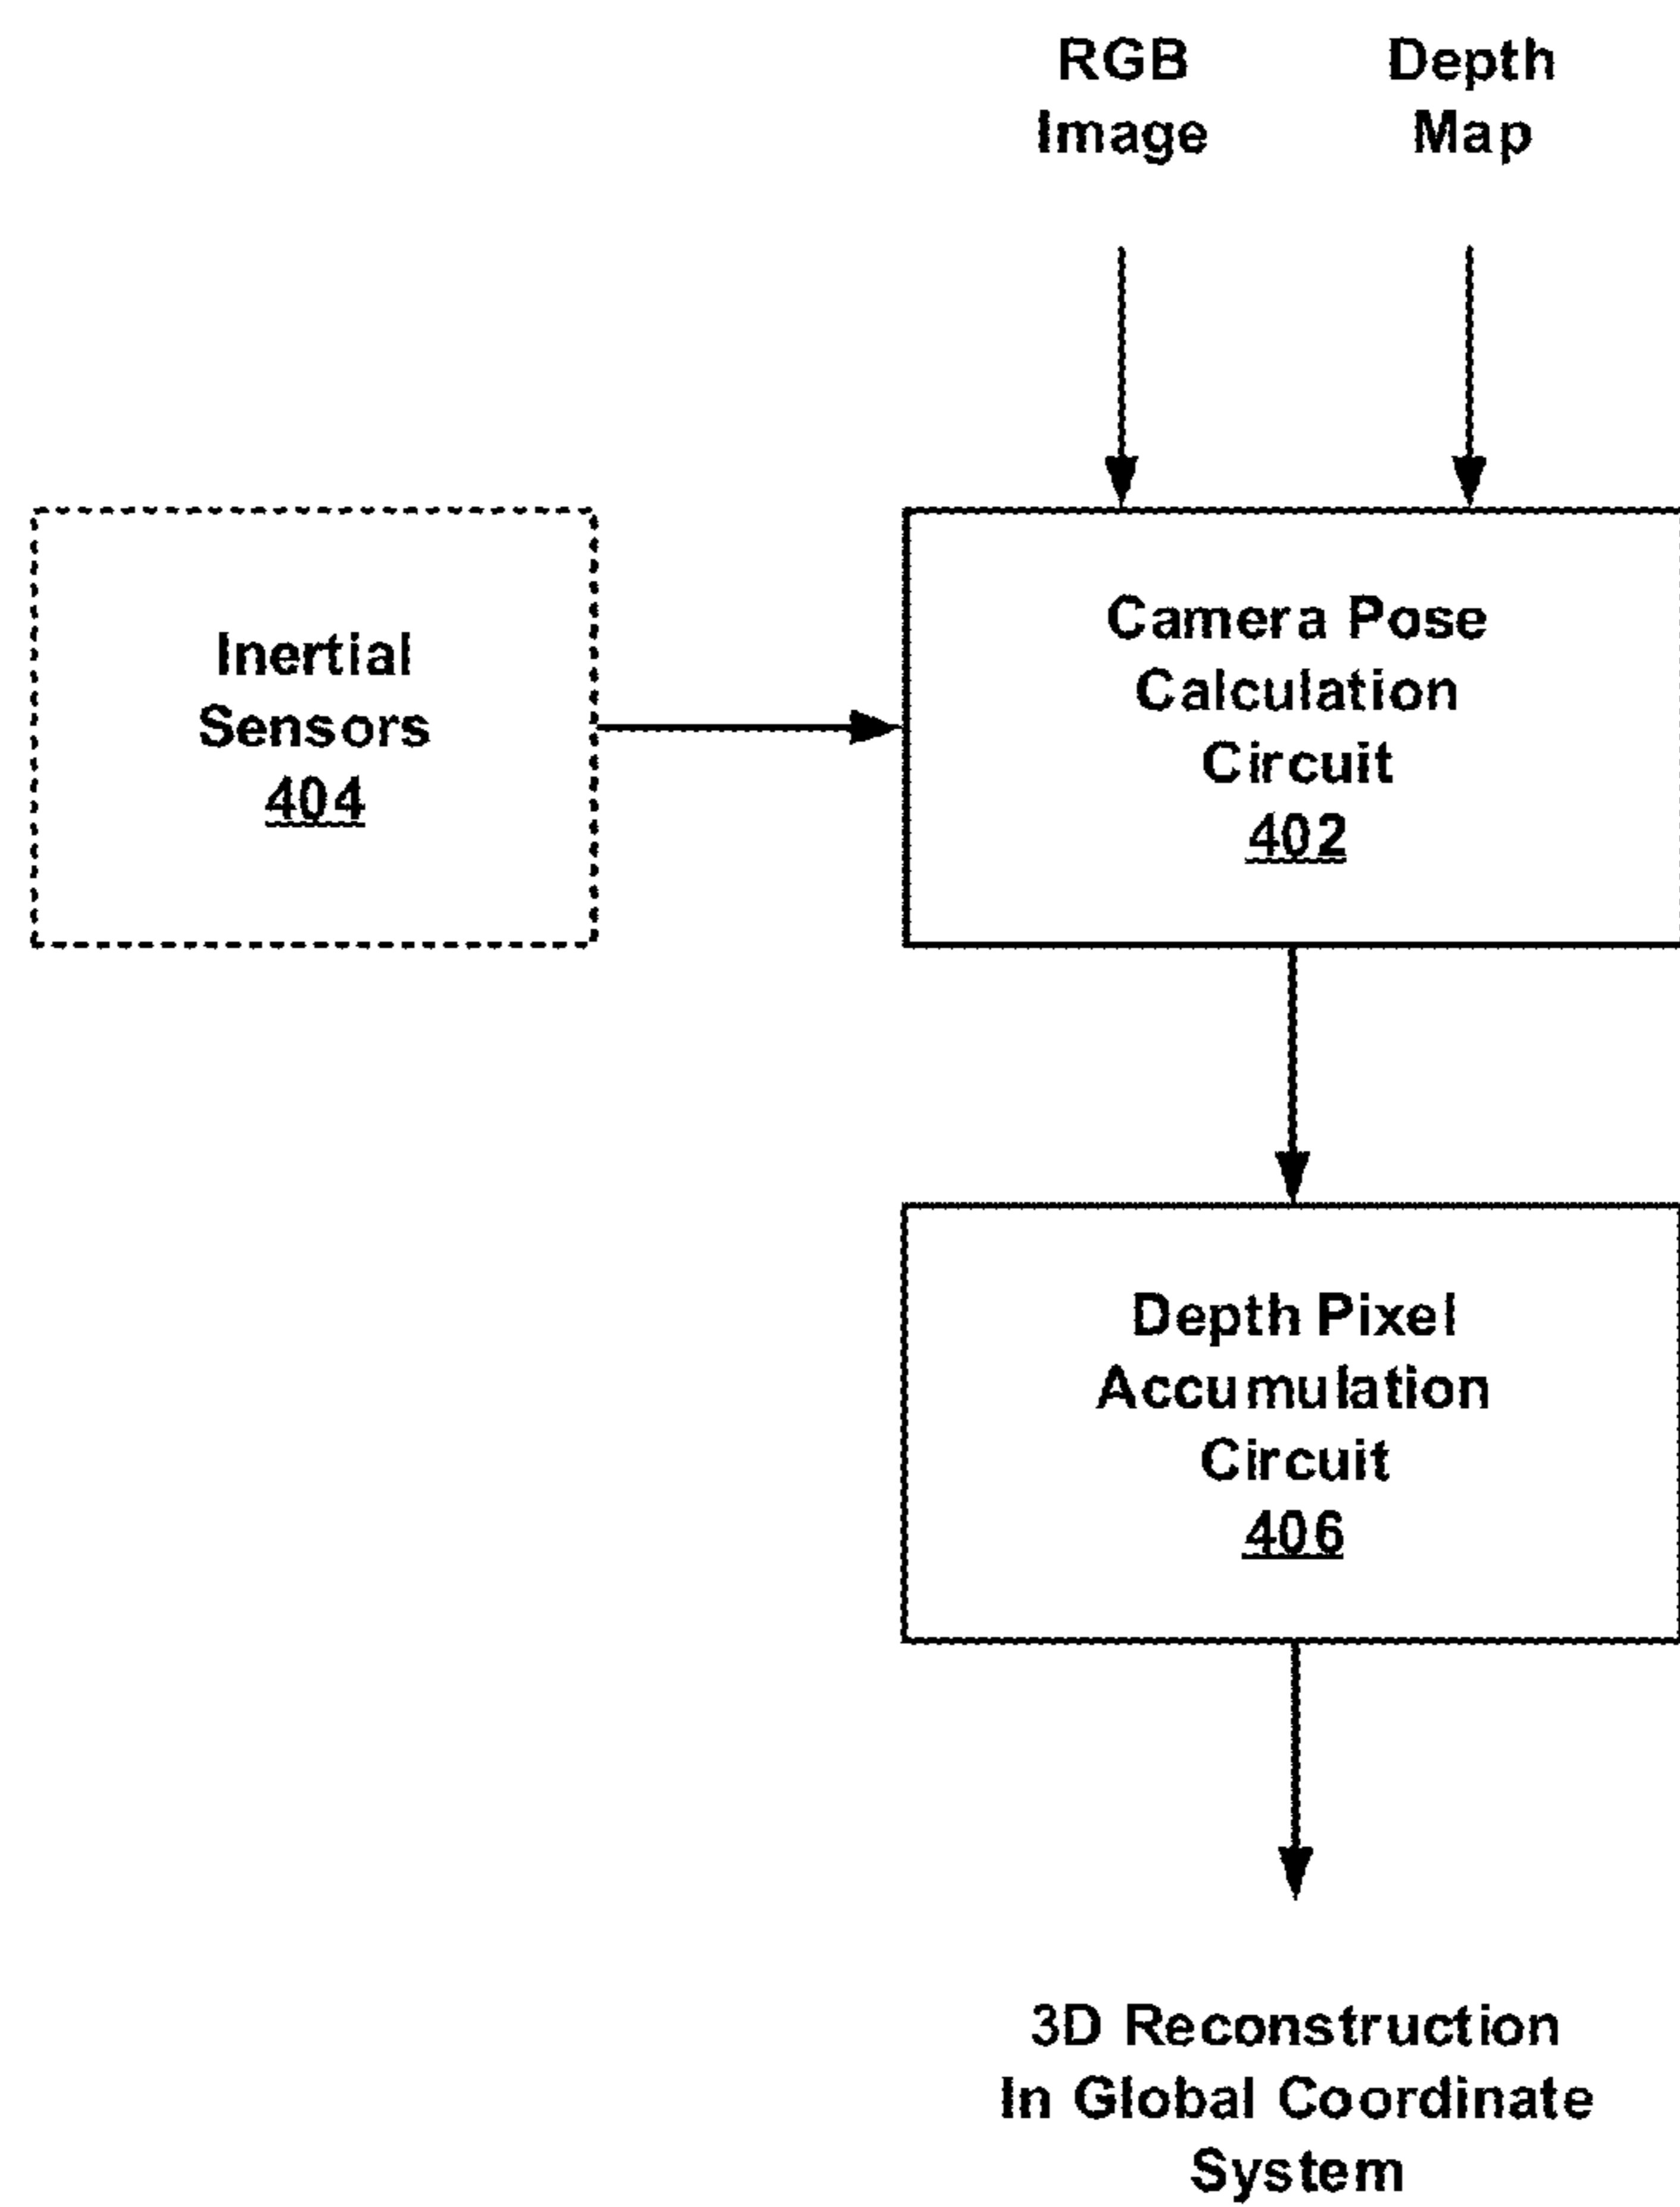 RGB
Image
Depth
Map
Inertial
Sensors
404
Camera Pose
Calculation
Circuit
402
Depth Pixel
Accumulation
Circuit
406
3D Reconstruction
In Global Coordinate
System